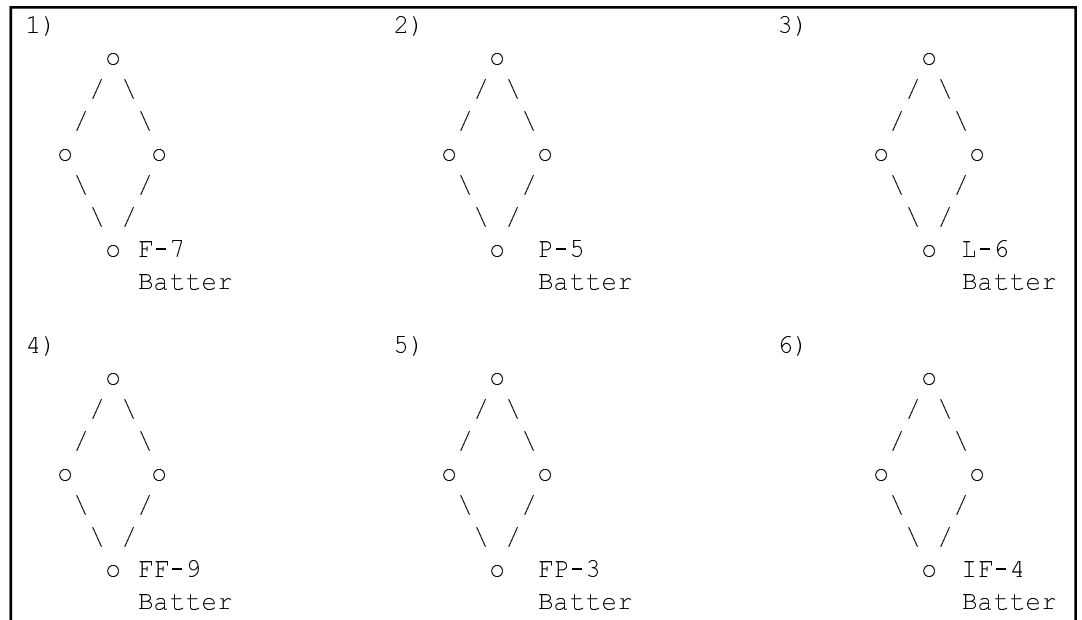 1) 2) 3)
o o o
/ \ / \ / \
/ \ / \ / \
o o o o o o
\ / \ / \ /
\ / \ / \ /
o F-7 o P-5 o L-6
Batter Batter Batter
4) 5) 6)
o o o
/ \ / \ / \
/ \ / \ / \
o o o o o o
\ / \ / \ /
\ / \ / \ /
o FF-9 o FP-3 o IF-4
Batter Batter Batter